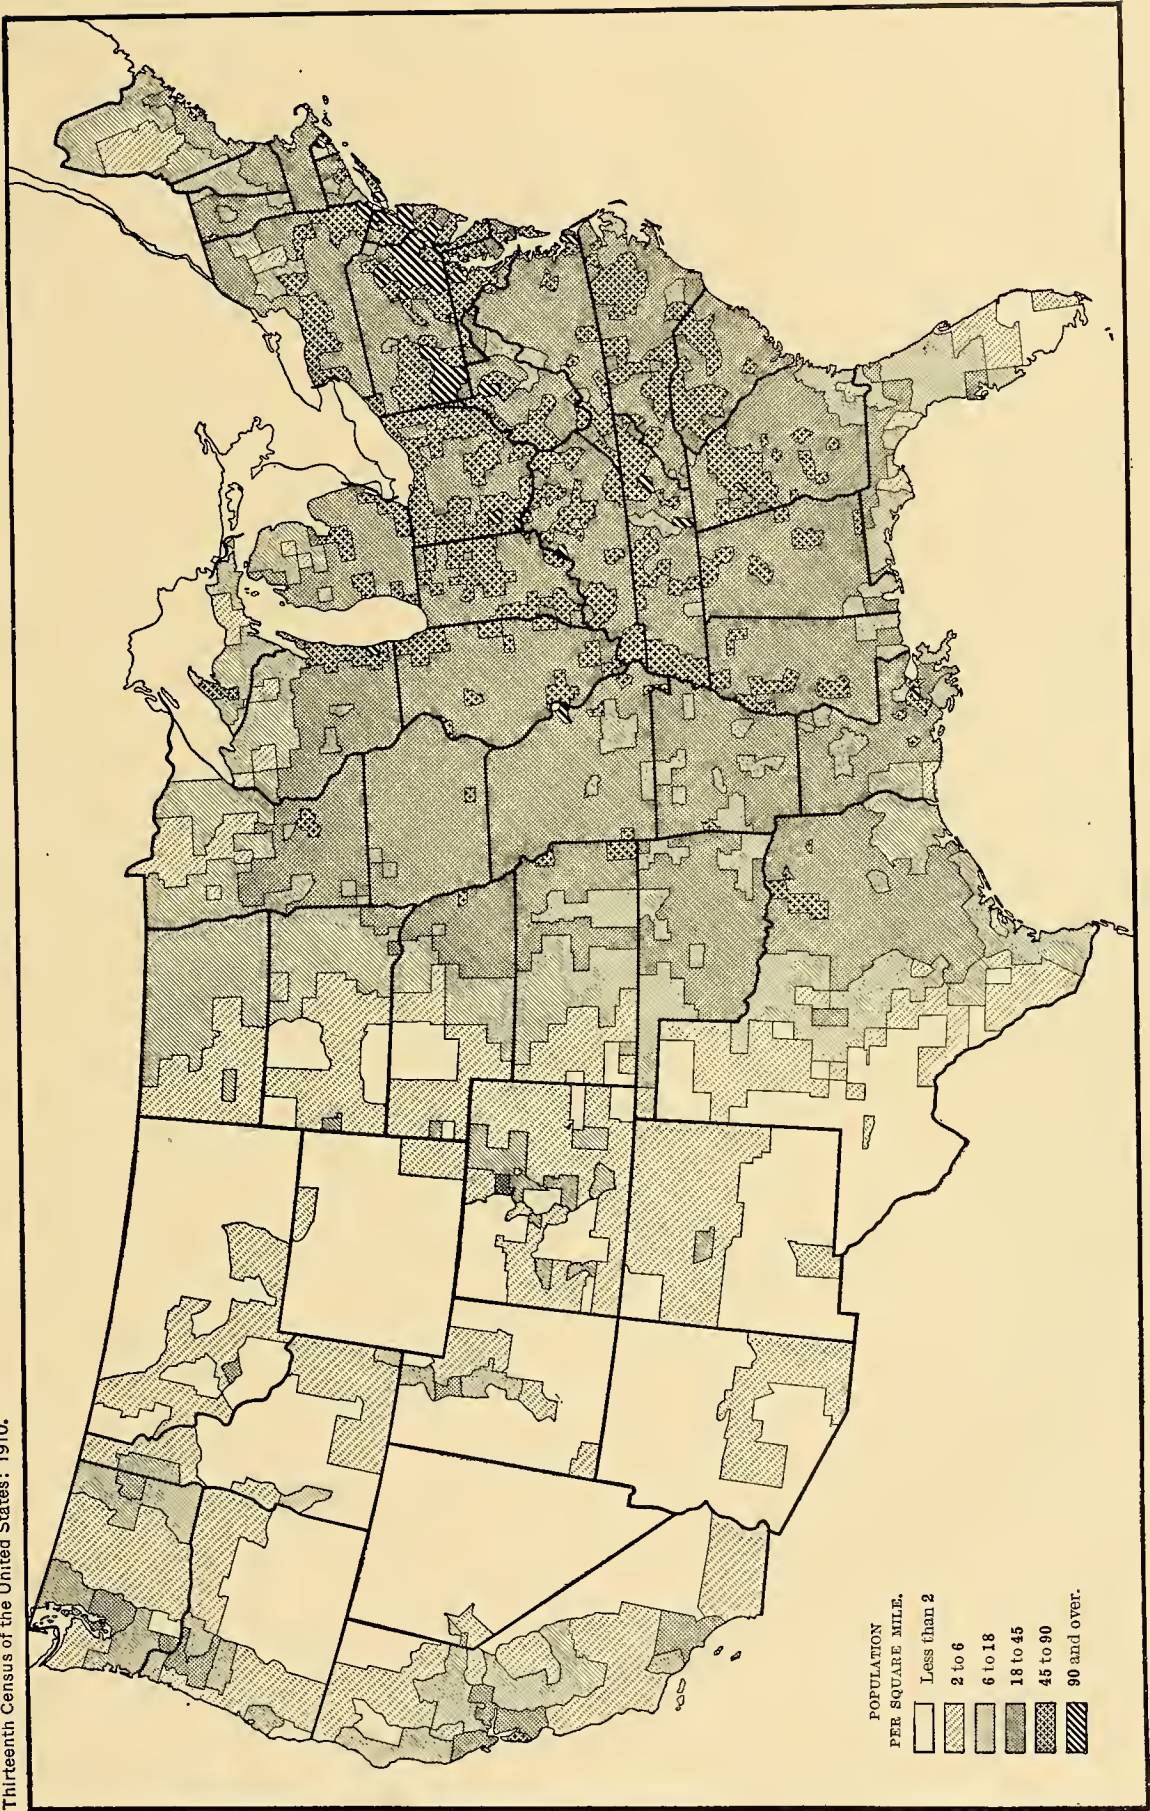 Thirteenth Census of the United States: 1910.
POPULATION
PER SQUARE MILE.
Less than 2
2 to 6
6 to 18
18 to 45
45 to 90
90 and over.